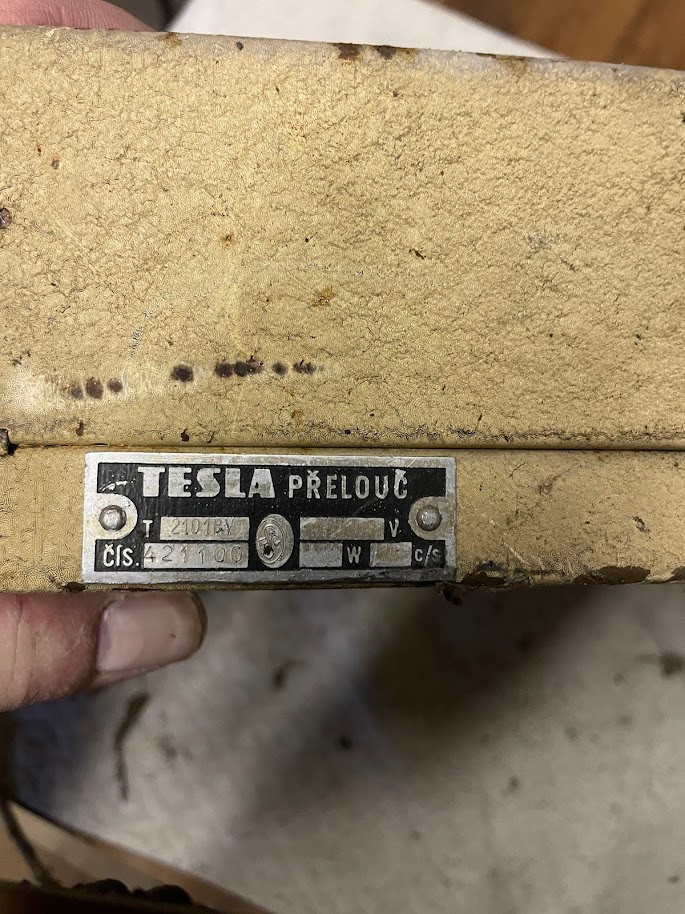 TESLA PŘELOUČ
T 2101BV V
ČÍS. 421100 W c/s